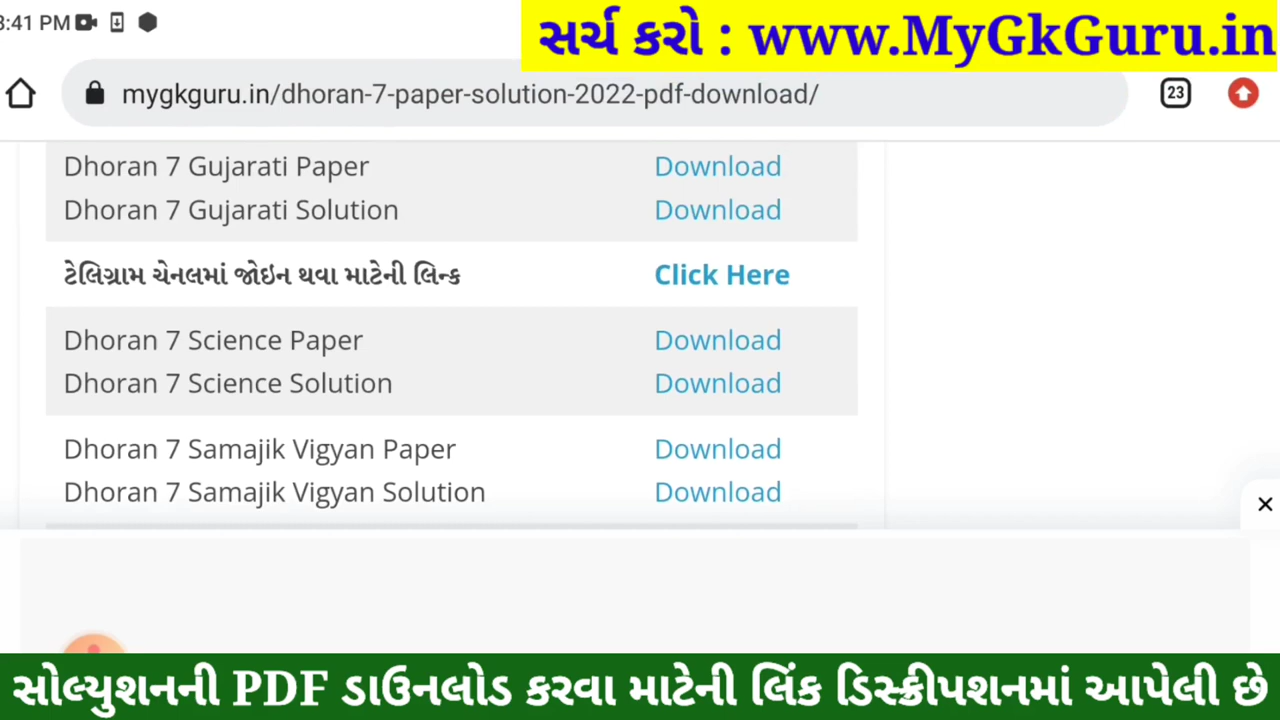 3:41 PM
સર્ચ કરો : www.MyGkGuru.in
mygkguru.in/dhoran-7-paper-solution-2022-pdf-download/
23
Dhoran 7 Gujarati Paper Download
Dhoran 7 Gujarati Solution Download
ટેલિગ્રામ ચેનલમાં જોઇન થવા માટેની લિન્ક Click Here
Dhoran 7 Science Paper Download
Dhoran 7 Science Solution Download
Dhoran 7 Samajik Vigyan Paper Download
Dhoran 7 Samajik Vigyan Solution Download
સોલ્યુશનની PDF ડાઉનલોડ કરવા માટેની લિંક ડિસ્ક્રીપશનમાં આપેલી છે